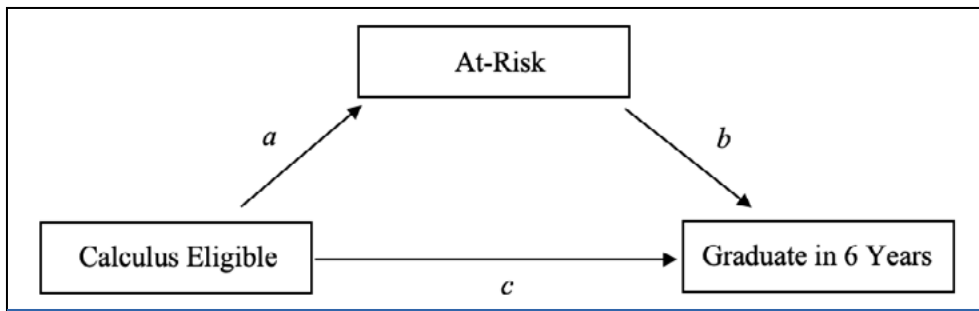 At-Risk
a
b
Calculus Eligible
Graduate in 6 Years
c